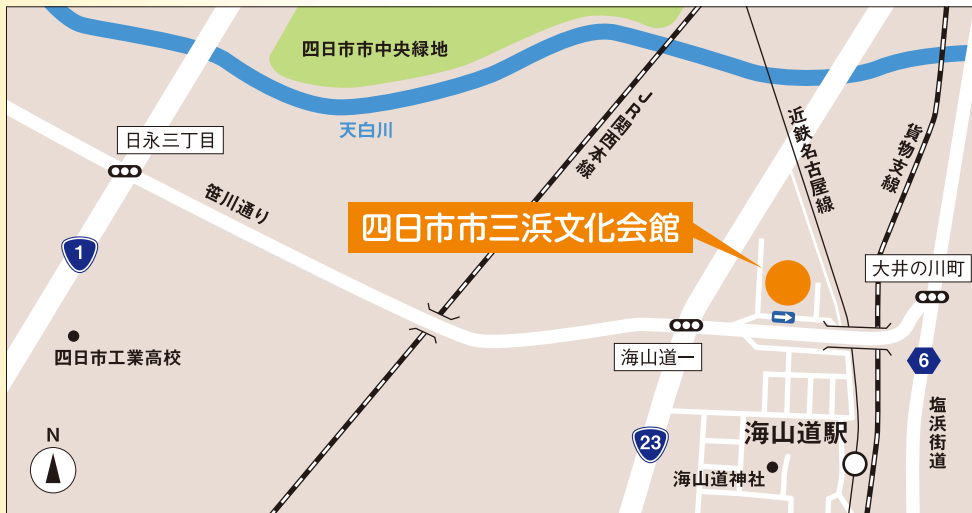 四日市市中央緑地
天白川
日永三丁目
笹川通り
JR関西本線
近鉄名古屋線
貨物支線
四日市市三浜文化会館
1
大井の川町
四日市工業高校
海山道一
6
塩浜街道
23
海山道駅
海山道神社
N